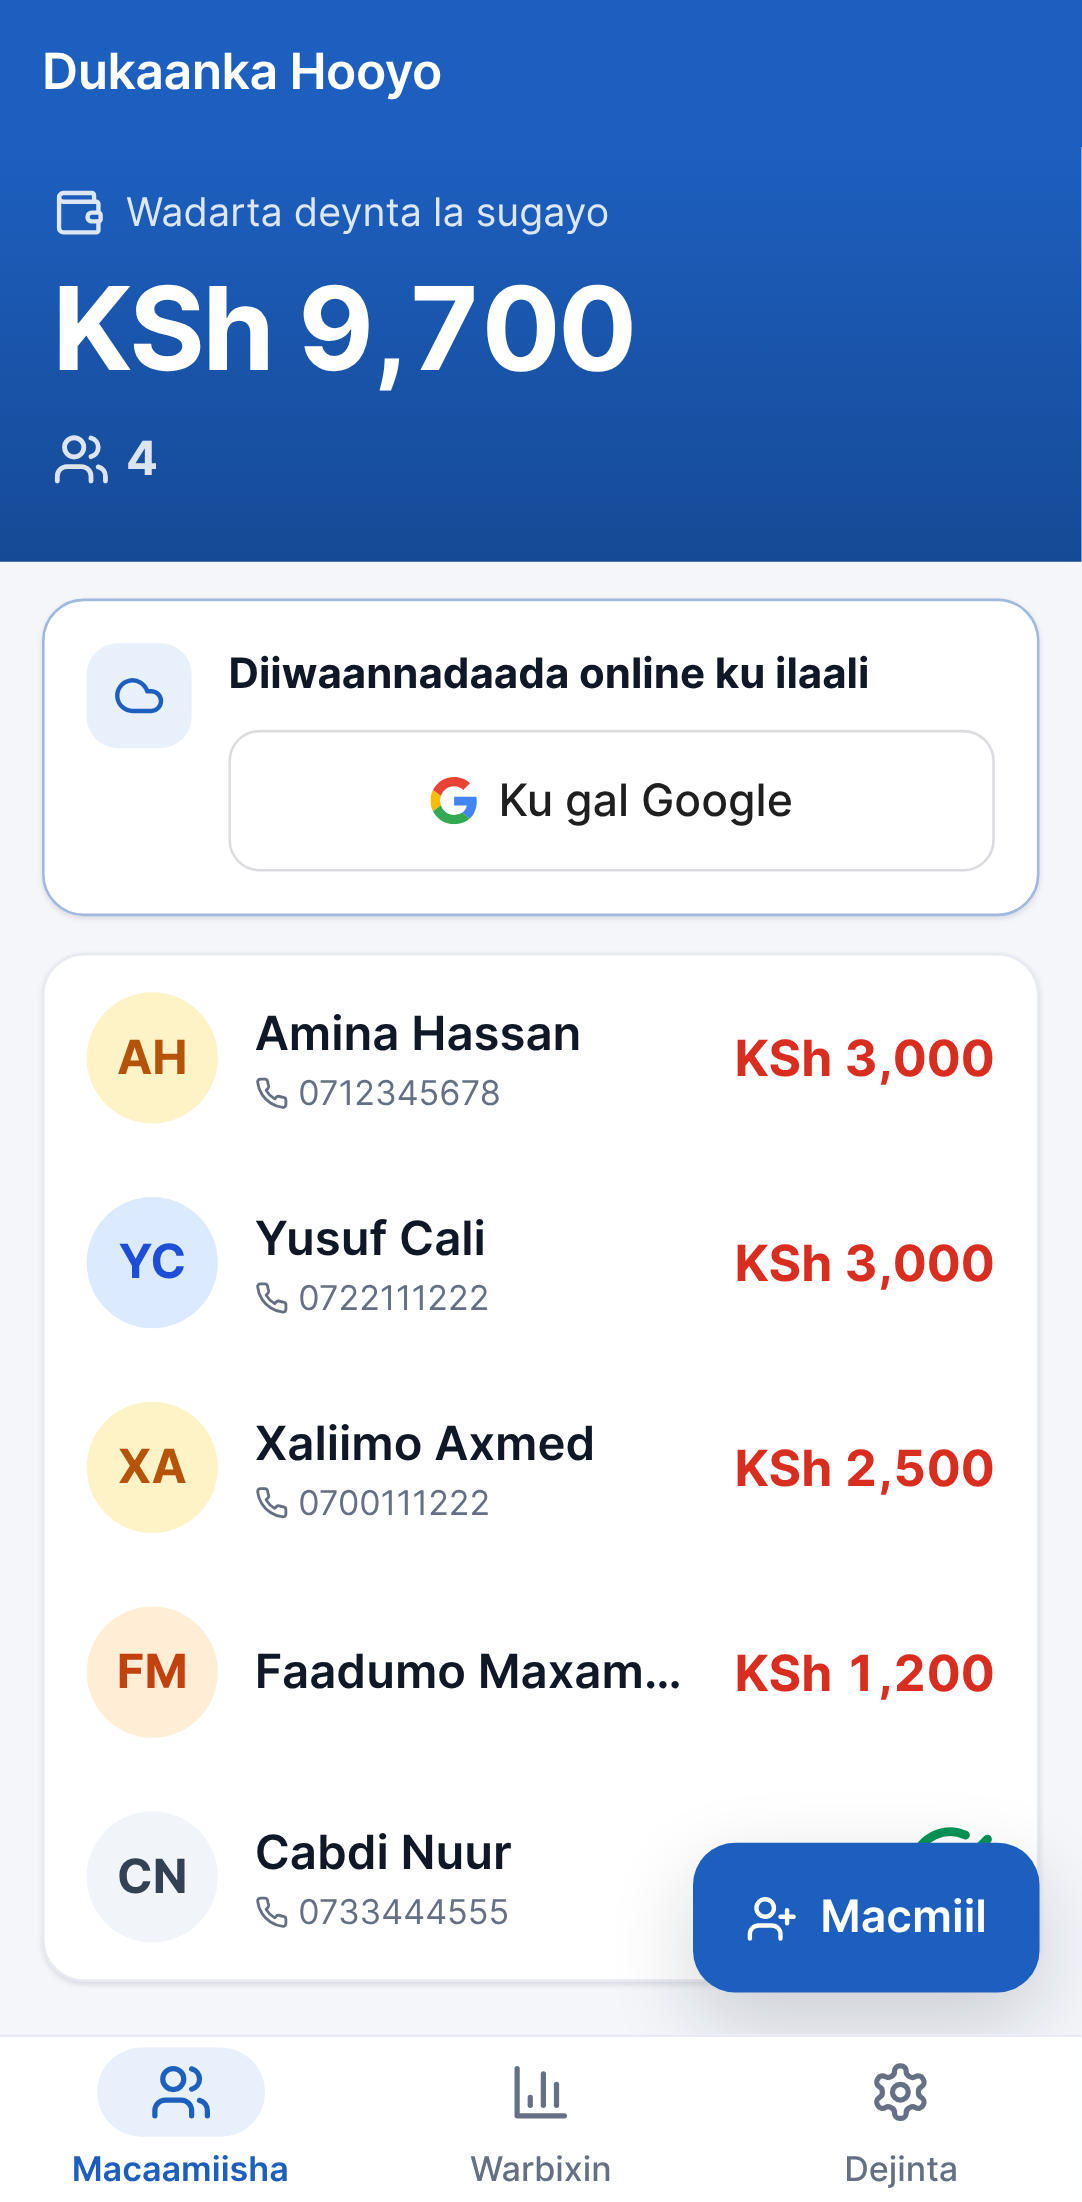 Dukaanka Hooyo
Wadarta deynta la sugayo
KSh 9,700
4
Diiwaannadaada online ku ilaali
Ku gal Google
AH
Amina Hassan
KSh 3,000
0712345678
YC
Yusuf Cali
KSh 3,000
0722111222
XA
Xaliimo Axmed
KSh 2,500
0700111222
FM
Faadumo Maxam...
KSh 1,200
CN
Cabdi Nuur
0733444555
Macmiil
Macaamiisha
Warbixin
Dejinta